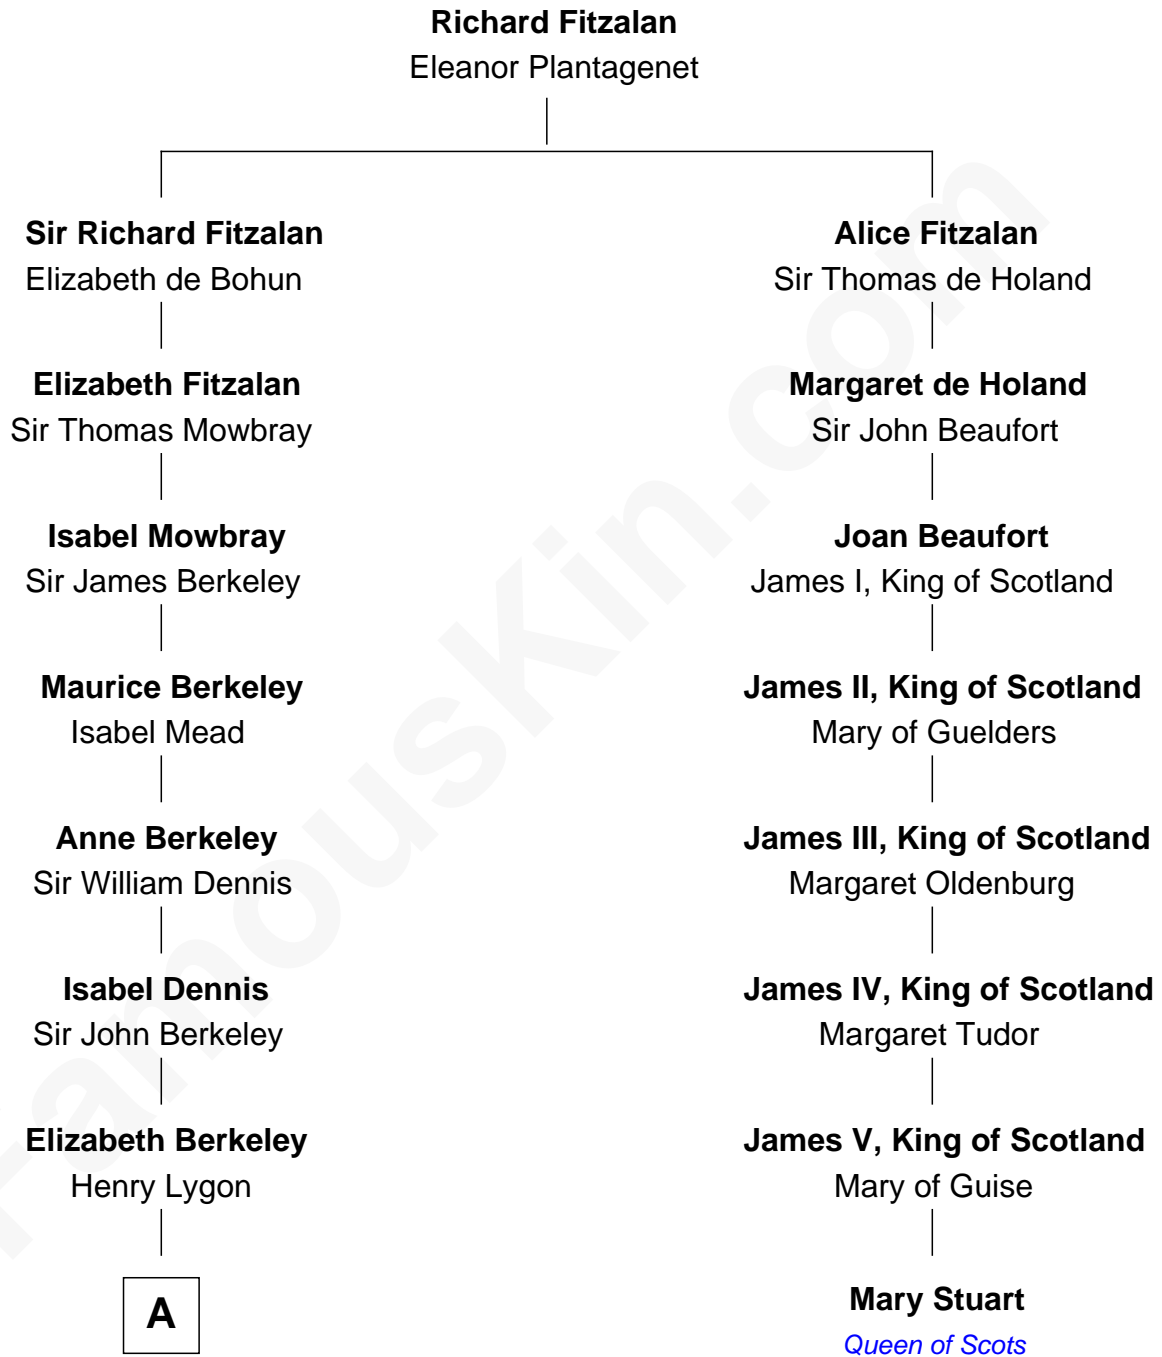 Richard Fitzalan
Eleanor Plantagenet
Sir Richard Fitzalan
Elizabeth de Bohun
Alice Fitzalan
Sir Thomas de Holand
Elizabeth Fitzalan
Sir Thomas Mowbray
Margaret de Holand
Sir John Beaufort
Isabel Mowbray
Sir James Berkeley
Joan Beaufort
James I, King of Scotland
Maurice Berkeley
Isabel Mead
James II, King of Scotland
Mary of Guelders
Anne Berkeley
Sir William Dennis
James III, King of Scotland
Margaret Oldenburg
Isabel Dennis
Sir John Berkeley
James IV, King of Scotland
Margaret Tudor
Elizabeth Berkeley
Henry Lygon
James V, King of Scotland
Mary of Guise
A
Mary Stuart
Queen of Scots
FamousKin.com